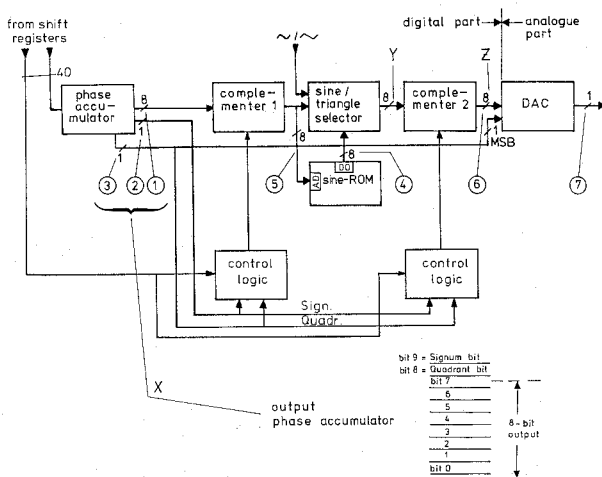 from shift
registers
digital part
analogue
part
~/~
40
phase
accu-
mulator
8
1
1
3
2
1
comple-
menter 1
8
5
sine/
triangle
selector
8
Y
8
4
DO
AD
sine-ROM
comple-
menter 2
Z
8
1
MSB
6
DAC
1
7
control
logic
control
logic
Sign.
Quadr.
X
output
phase accumulator
bit 9 = Signum bit
bit 8 = Quadrant bit
bit 7
6
5
4
3
2
1
bit 0
8-bit
output